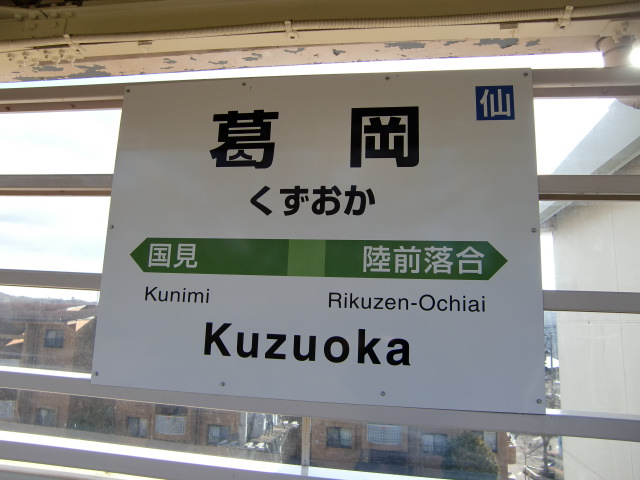 仙
葛岡
くずおか
国見 陸前落合
Kunimi Rikuzen-Ochiai
Kuzuoka